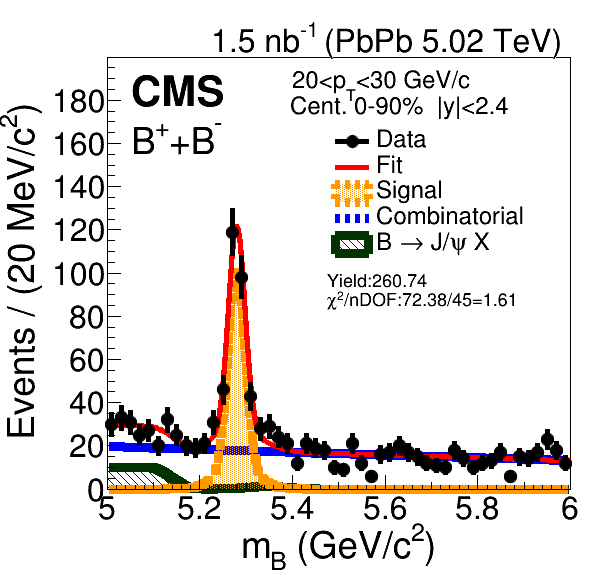 1.5 nb⁻¹ (PbPb 5.02 TeV)
CMS
B⁺+B⁻
20<p_T<30 GeV/c
Cent. 0-90% |y|<2.4
Data
Fit
Signal
Combinatorial
B → J/ψ X
Yield:260.74
χ²/nDOF:72.38/45=1.61
Events / (20 MeV/c²)
180
160
140
120
100
80
60
40
20
0
5 5.2 5.4 5.6 5.8 6
m_B (GeV/c²)